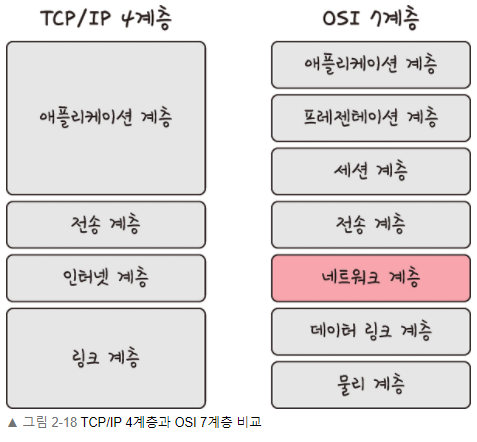 TCP/IP 4계층
OSI 7계층
애플리케이션 계층
전송 계층
인터넷 계층
링크 계층
애플리케이션 계층
프레젠테이션 계층
세션 계층
전송 계층
네트워크 계층
데이터 링크 계층
물리 계층
▲ 그림 2-18 TCP/IP 4계층과 OSI 7계층 비교